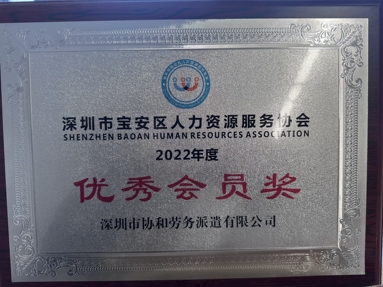 深圳市宝安区人力资源服务协会
SHENZHEN BAOAN HUMAN RESOURCES ASSOCIATION
2022年度
优秀会员奖
深圳市协和劳务派遣有限公司